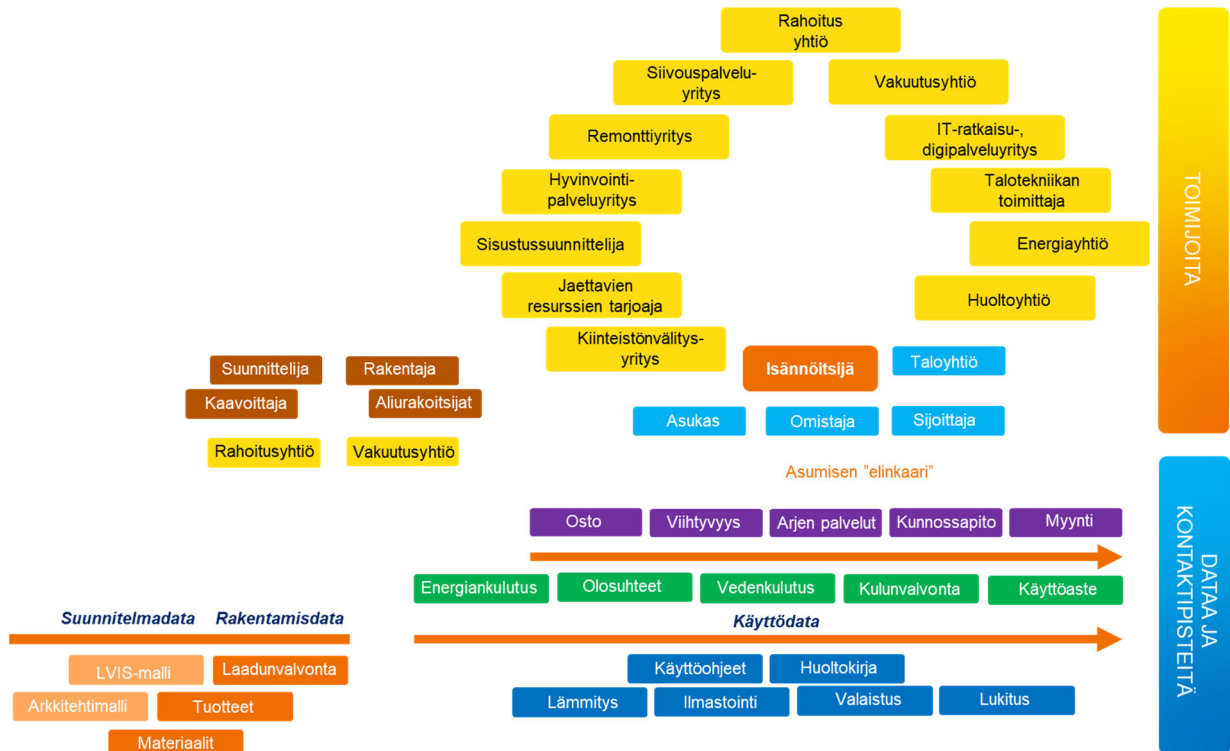 Rahoitus
yhtiö
Siivouspalvelu-
yritys
Vakuutusyhtiö
Remonttiyritys
IT-ratkaisu-,
digipalveluyritys
Hyvinvointi-
palveluyritys
Talotekniikan
toimittaja
Sisustussuunnittelija
Energiayhtiö
Jaettavien
resurssien tarjoaja
Huoltoyhtiö
Kiinteistönvälitys-
yritys
Isännöitsijä
Taloyhtiö
Suunnittelija
Rakentaja
Kaavoittaja
Aliurakoitsijat
Asukas
Omistaja
Sijoittaja
Rahoitusyhtiö
Vakuutusyhtiö
TOIMIJOITA
Asumisen "elinkaari"
Osto
Viihtyvyys
Arjen palvelut
Kunnossapito
Myynti
Energiankulutus
Olosuhteet
Vedenkulutus
Kulunvalvonta
Käyttöaste
Suunnitelmadata
Rakentamisdata
Käyttödata
LVIS-malli
Laadunvalvonta
Käyttöohjeet
Huoltokirja
Arkkitehtimalli
Tuotteet
Lämmitys
Ilmastointi
Valaistus
Lukitus
Materiaalit
DATAA JA
KONTAKTIPISTEITÄ